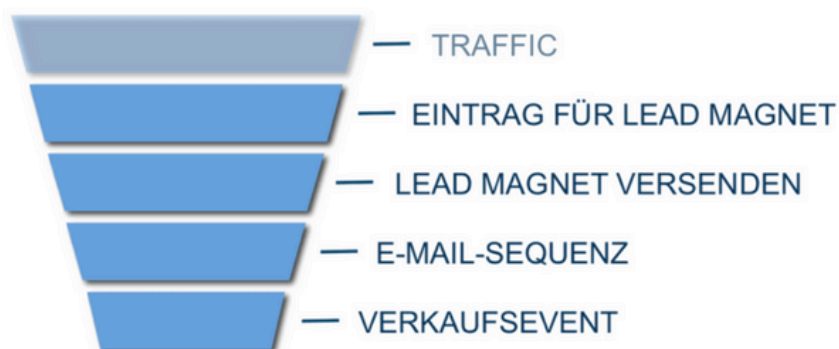 TRAFFIC
EINTRAG FÜR LEAD MAGNET
LEAD MAGNET VERSENDEN
E-MAIL-SEQUENZ
VERKAUFSEVENT